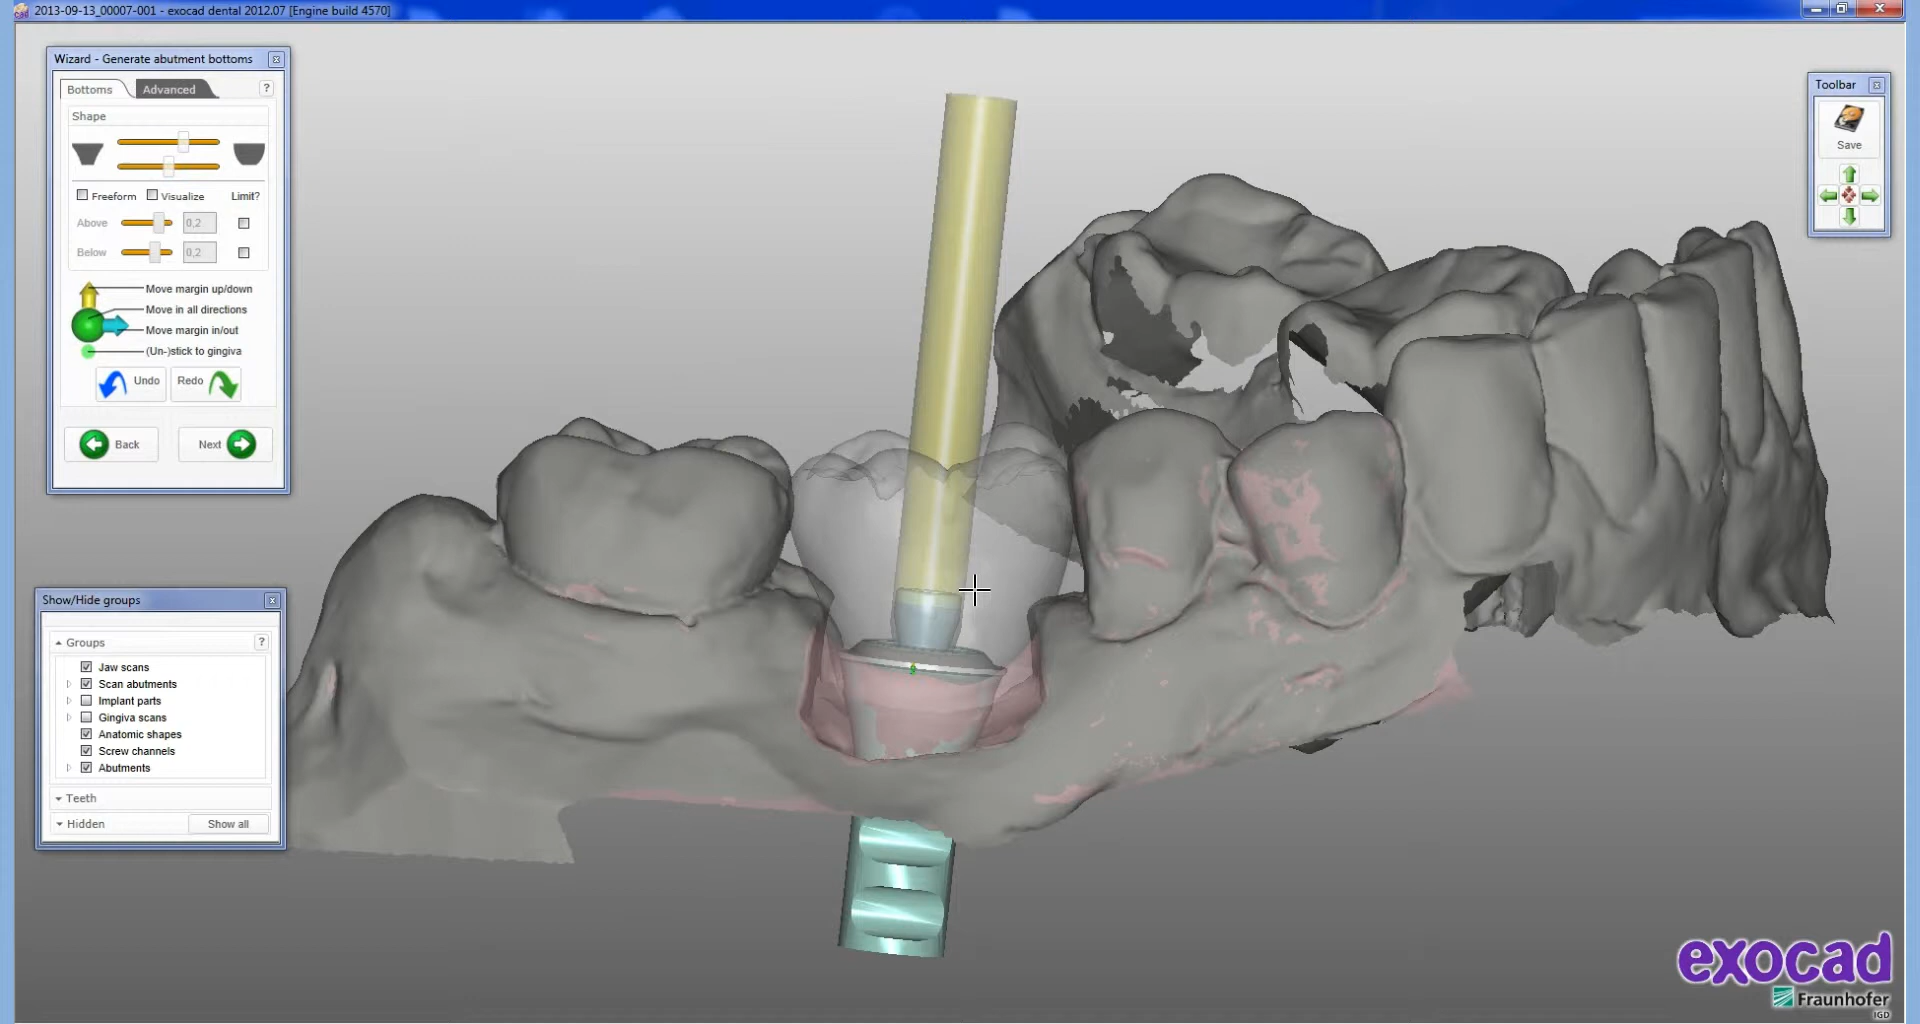 2013-09-13_00007-001 - exocad dental 2012.07 [Engine build 4570]
Wizard - Generate abutment bottoms
Bottoms Advanced ?
Shape
Freeform Visualize Limit?
Above 0,2
Below 0,2
Move margin up/down
Move in all directions
Move margin in/out
(Un-)stick to gingiva
Undo Redo
Back Next
Show/Hide groups
Groups ?
Jaw scans
Scan abutments
Implant parts
Gingiva scans
Anatomic shapes
Screw channels
Abutments
Teeth
Hidden Show all
Toolbar
Save
exocad
Fraunhofer
IGD